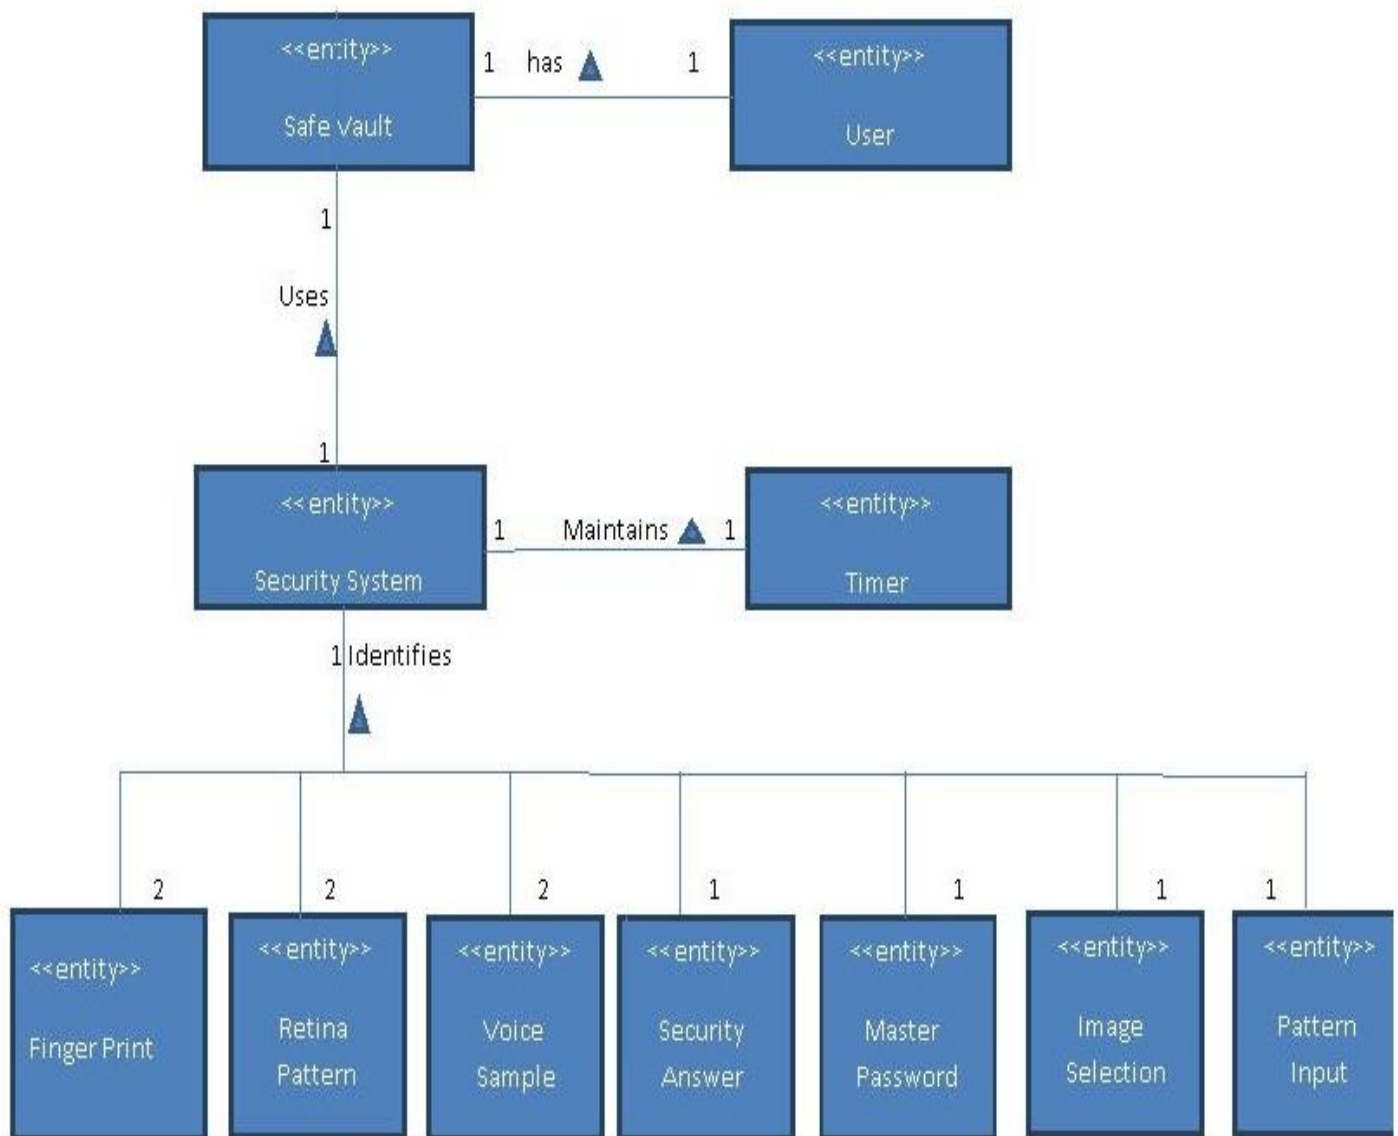 <<entity>>
Safe Vault
1 has 1
<<entity>>
User
1
Uses
1
<<entity>>
Security System
1 Maintains 1
<<entity>>
Timer
1 Identifies
2
2
2
1
1
1
1
<<entity>>
Finger Print
<<entity>>
Retina
Pattern
<<entity>>
Voice
Sample
<<entity>>
Security
Answer
<<entity>>
Master
Password
<<entity>>
Image
Selection
<<entity>>
Pattern
Input